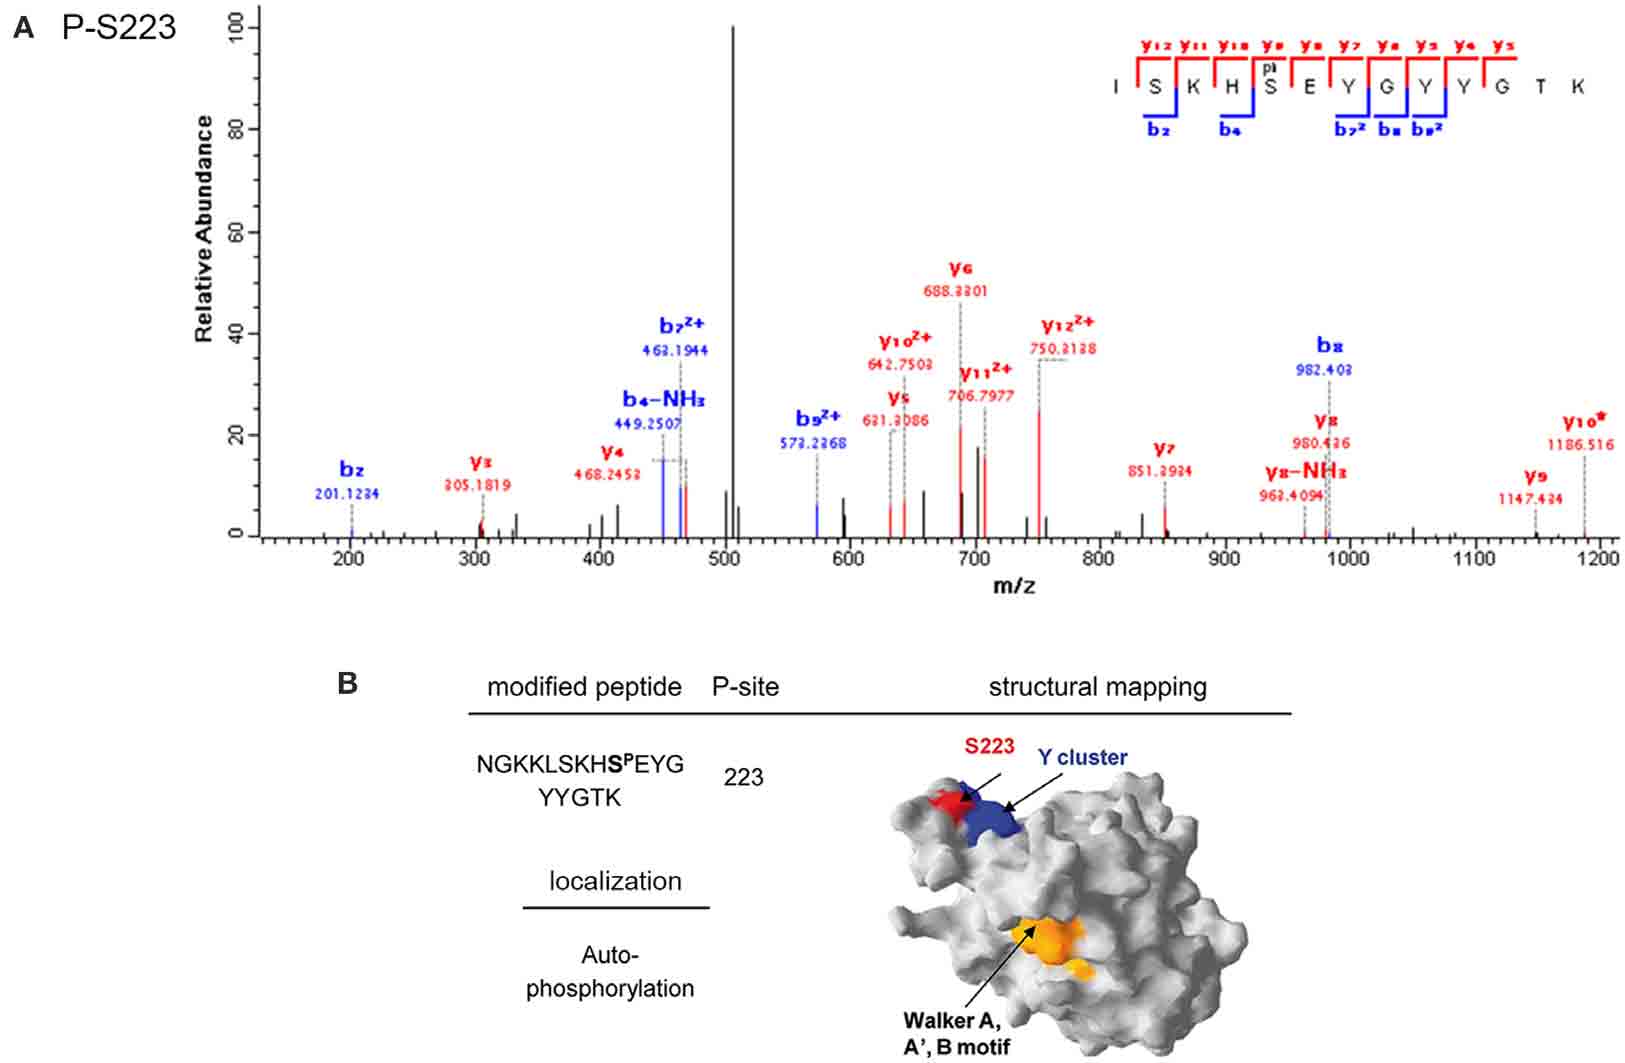 A P-S223
Relative Abundance
100
80
60
40
20
0
200 300 400 500 600 700 800 900 1000 1100 1200
m/z
y12 y11 y10 y9 y8 y7 y6 y5 y4 y3
ph
I S K H S E Y G Y Y G T K
b2 b4 b7² b8 b9²
b2
201.1234
y3
305.1819
y4
468.2453
b4-NH3
449.2507
b7²⁺
463.1944
b9²⁺
573.2368
y5
631.3086
y10²⁺
642.7503
y6
688.3301
y11²⁺
706.7977
y12²⁺
750.3138
y7
851.3934
y8-NH3
963.4094
y8
980.436
b8
982.403
y9
1147.434
y10*
1186.516
B
modified peptide P-site structural mapping
NGKKLSKHSᴾEYG
YYGTK
223
localization
Auto-
phosphorylation
S223
Y cluster
Walker A,
A', B motif